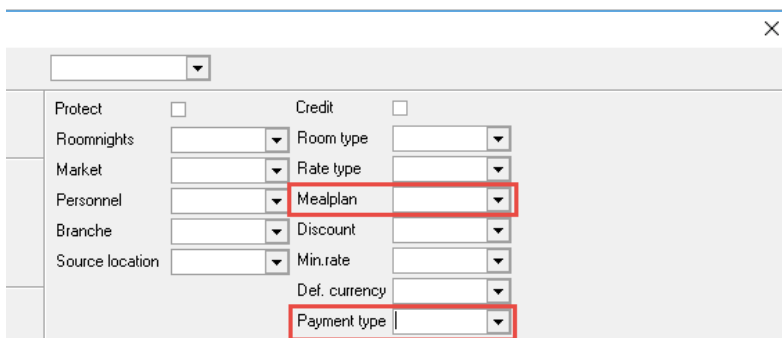 Protect Credit
Roomnights Room type
Market Rate type
Personnel Mealplan
Branche Discount
Source location Min.rate
Def. currency
Payment type